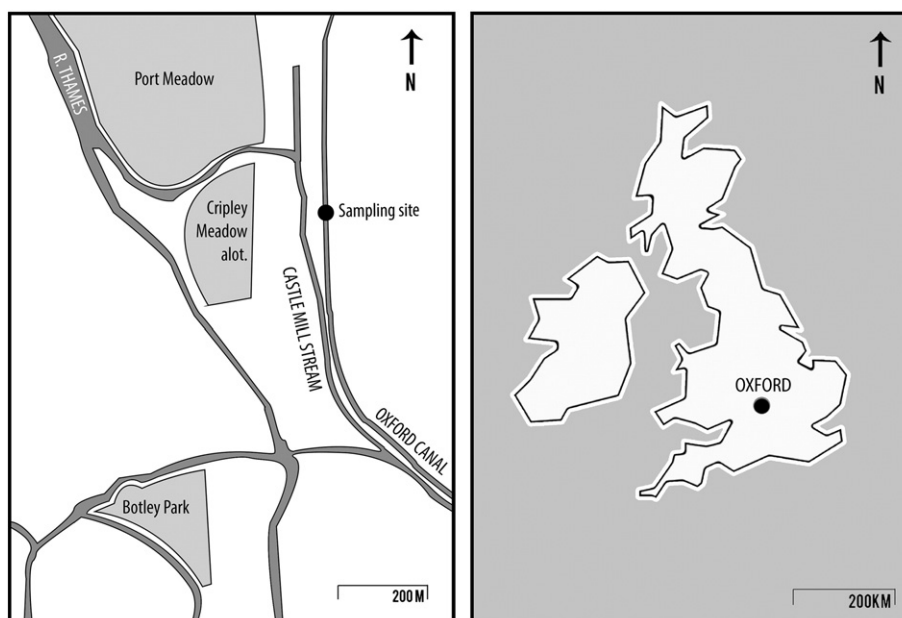 R. THAMES
Port Meadow
N
Cripley
Meadow
alot.
Sampling site
CASTLE MILL STREAM
OXFORD CANAL
Botley Park
200 M
N
OXFORD
200KM